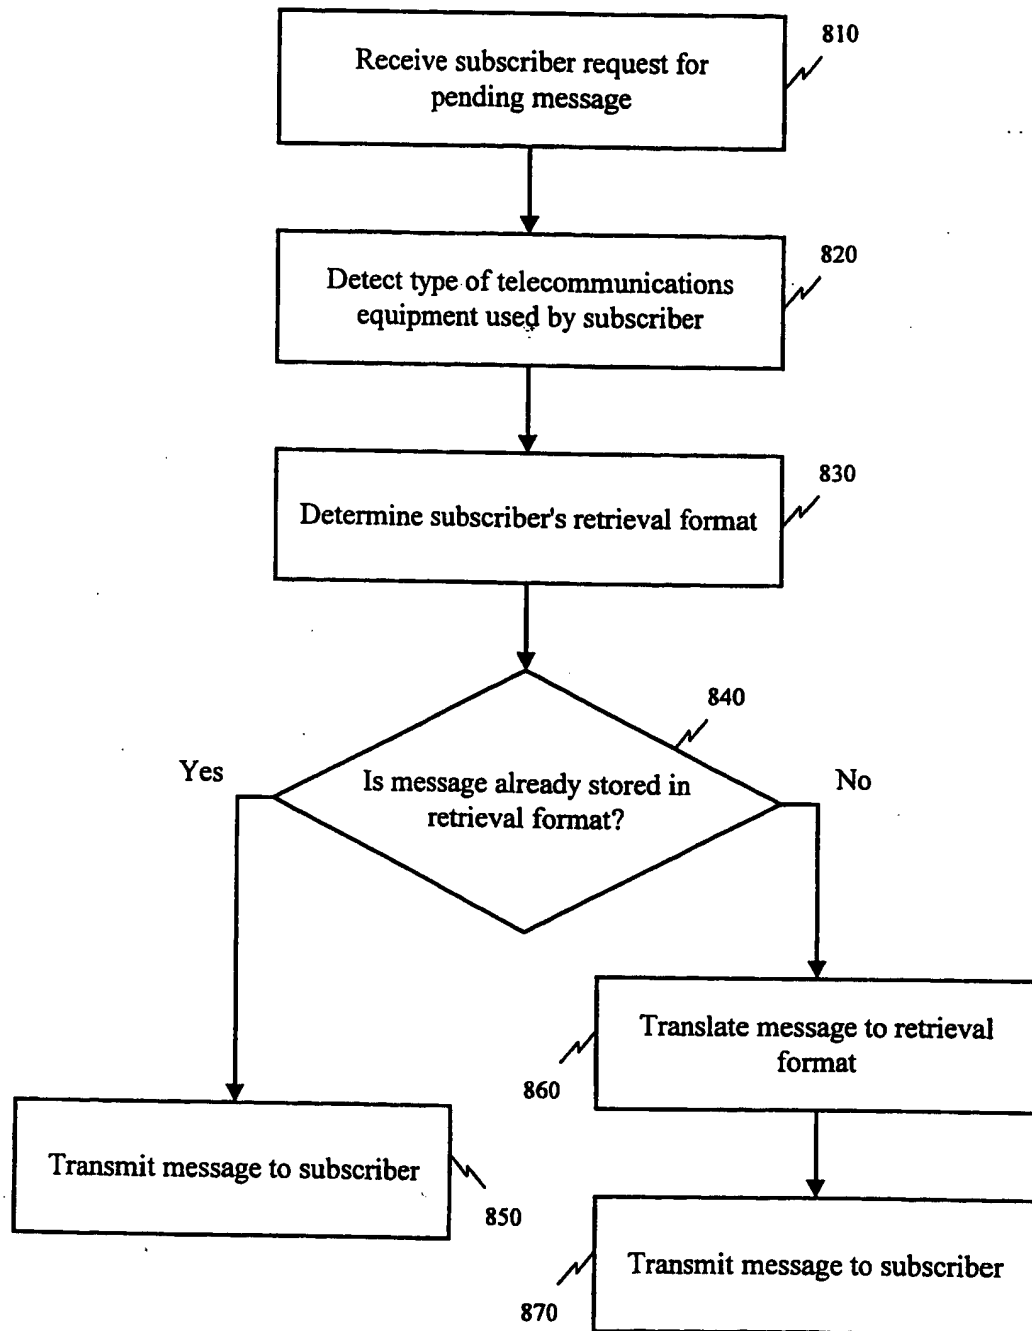 810
Receive subscriber request for
pending message
820
Detect type of telecommunications
equipment used by subscriber
830
Determine subscriber's retrieval format
840
Yes
Is message already stored in
retrieval format?
No
Translate message to retrieval
format
860
Transmit message to subscriber
850
Transmit message to subscriber
870